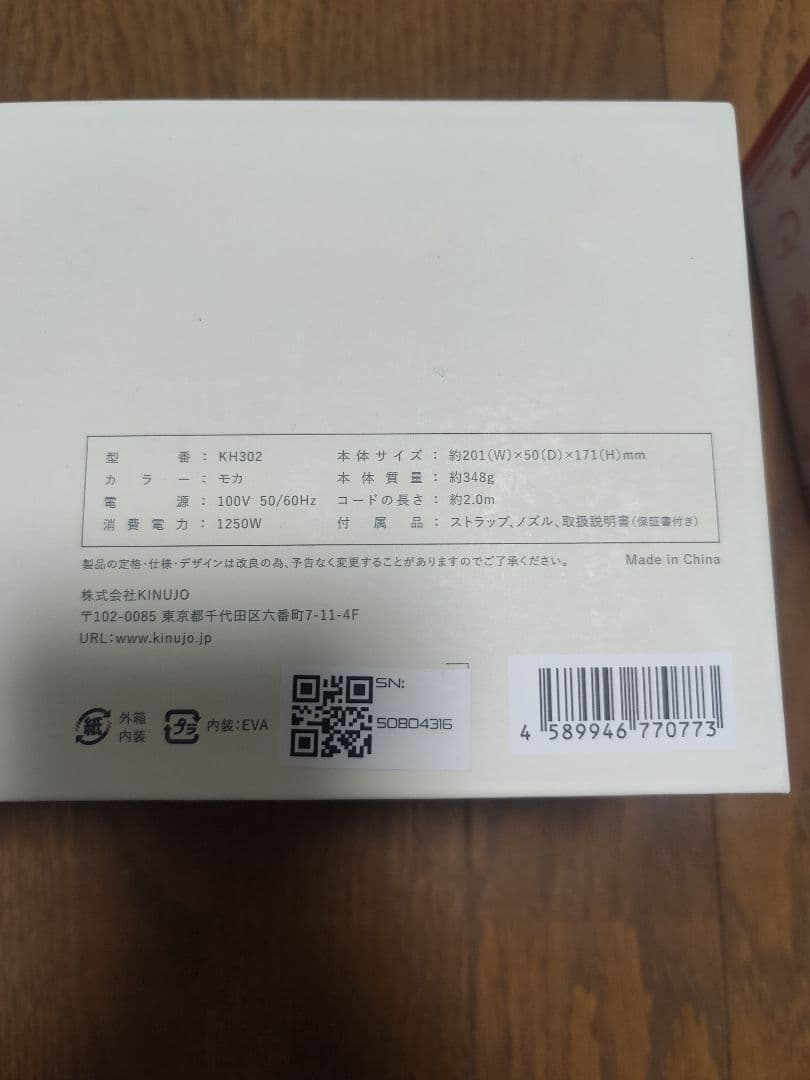 型番：KH302
カラー：モカ
電源：100V 50/60Hz
消費電力：1250W
本体サイズ：約201(W)×50(D)×171(H)mm
本体質量：約348g
コードの長さ：約2.0m
付属品：ストラップ、ノズル、取扱説明書(保証書付き)
製品の定格・仕様・デザインは改良の為、予告なく変更することがありますのでご了承ください。
Made in China
株式会社KINUJO
〒102-0085 東京都千代田区六番町7-11-4F
URL:www.kinujo.jp
紙
外箱
内装
プラ
内装：EVA
SN:
50804316
4 589946 770773